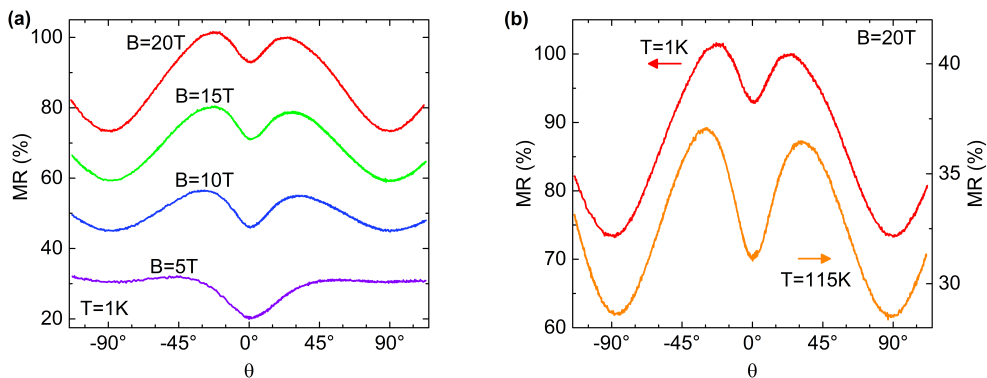 (a)
100
80
60
40
20
MR (%)
B=20T
B=15T
B=10T
B=5T
T=1K
-90° -45° 0° 45° 90°
θ
(b)
100
90
80
70
60
MR (%)
T=1K
B=20T
T=115K
40
35
30
MR (%)
-90° -45° 0° 45° 90°
θ